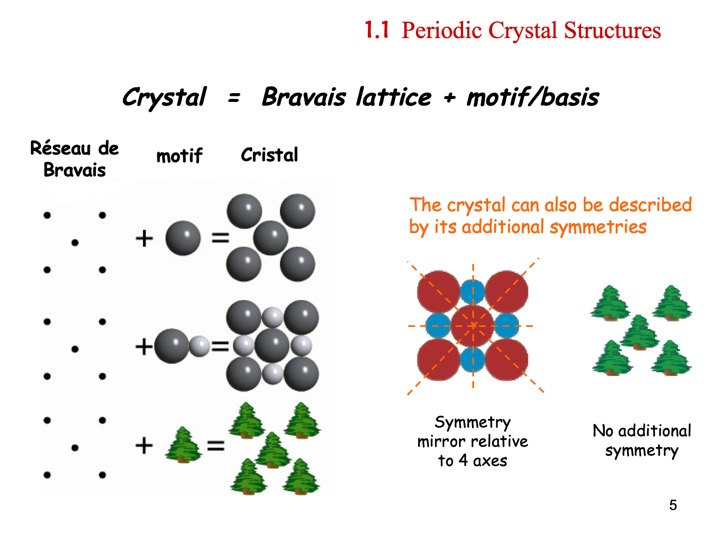 1.1 Periodic Crystal Structures
Crystal = Bravais lattice + motif/basis
Réseau de
Bravais
motif
Cristal
+ =
+ =
+ =
The crystal can also be described
by its additional symmetries
Symmetry
mirror relative
to 4 axes
No additional
symmetry
5